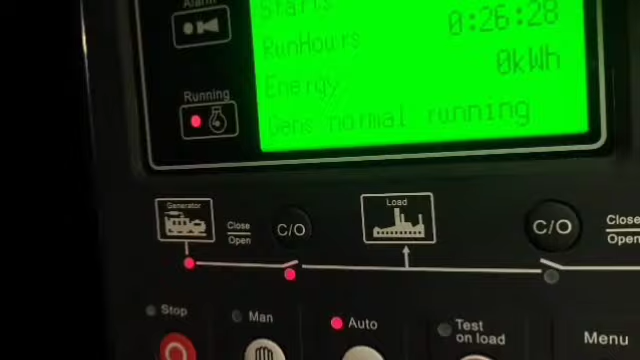 Alarm
Starts
RunHours 0:26:28
Energy 0kWh
Gens normal running
Running
Generator
Close
Open
C/O
Load
C/O
Close
Open
Stop
Man
Auto
Test
on load
Menu